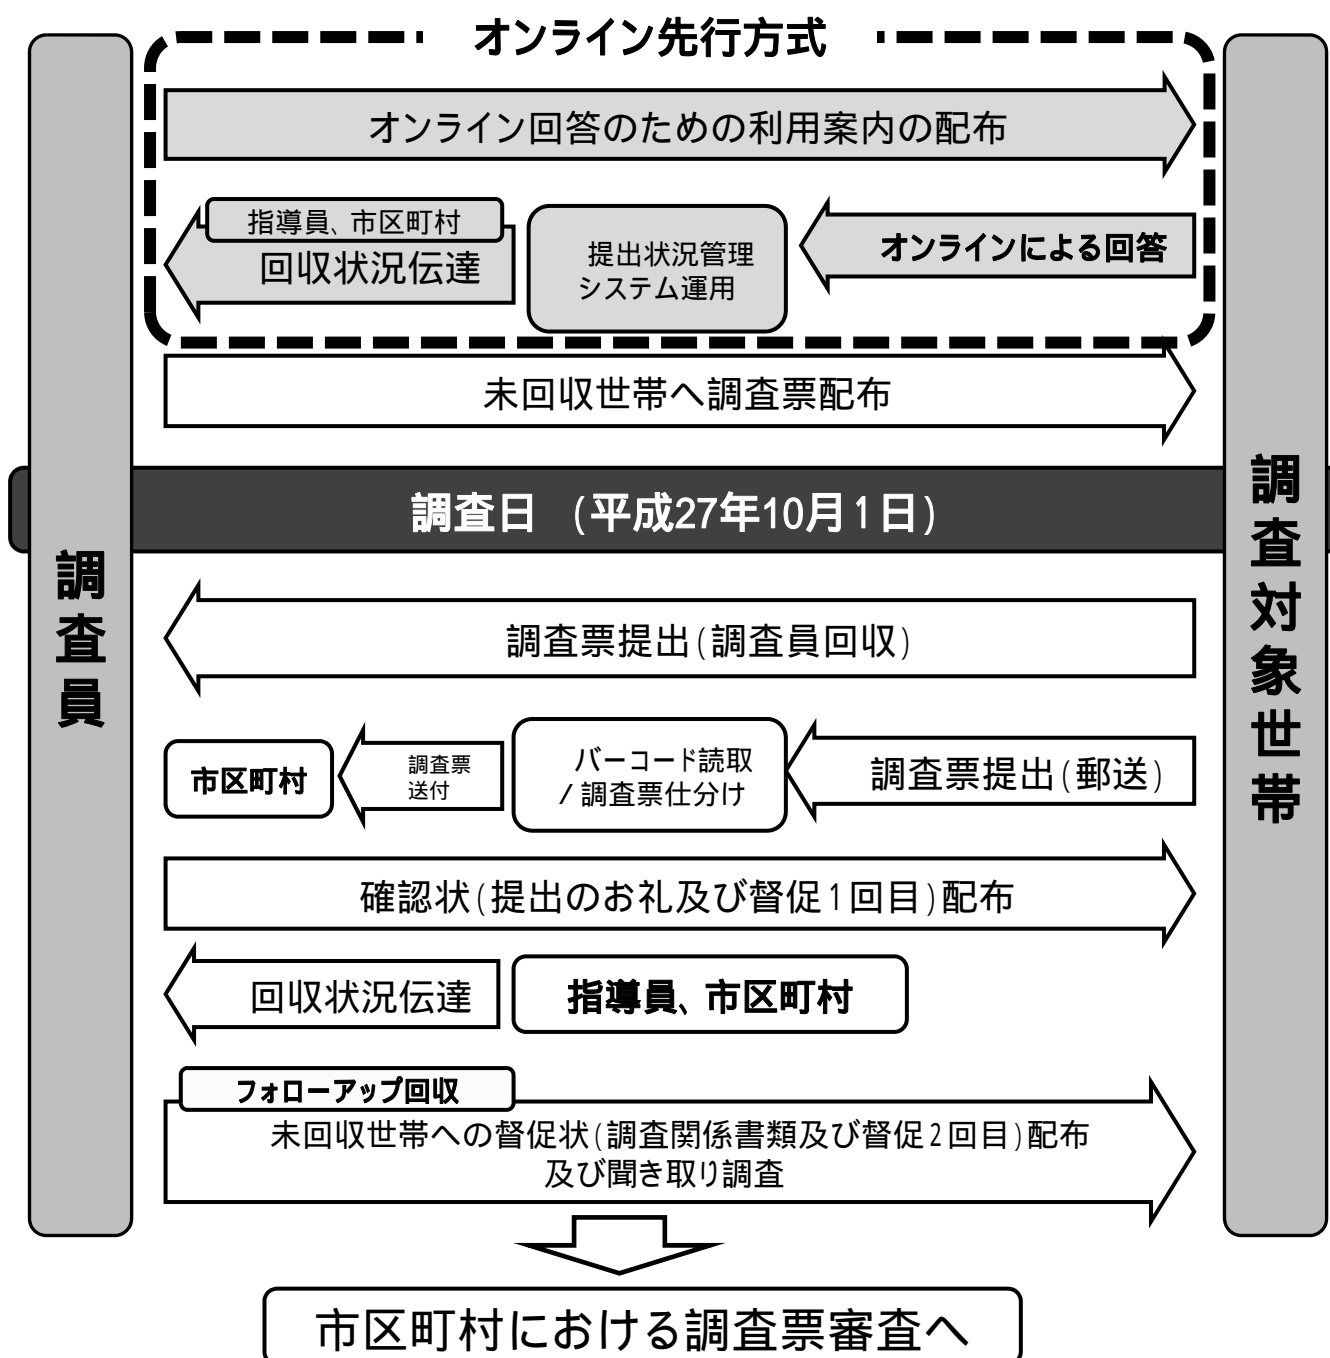 オンライン先行方式
オンライン回答のための利用案内の配布
指導員、市区町村
回収状況伝達
提出状況管理
システム運用
オンラインによる回答
未回収世帯へ調査票配布
調査日 (平成27年10月1日)
調査員
調査対象世帯
調査票提出(調査員回収)
市区町村
調査票
送付
バーコード読取
/調査票仕分け
調査票提出(郵送)
確認状(提出のお礼及び督促1回目)配布
回収状況伝達
指導員、市区町村
フォローアップ回収
未回収世帯への督促状(調査関係書類及び督促2回目)配布
及び聞き取り調査
市区町村における調査票審査へ